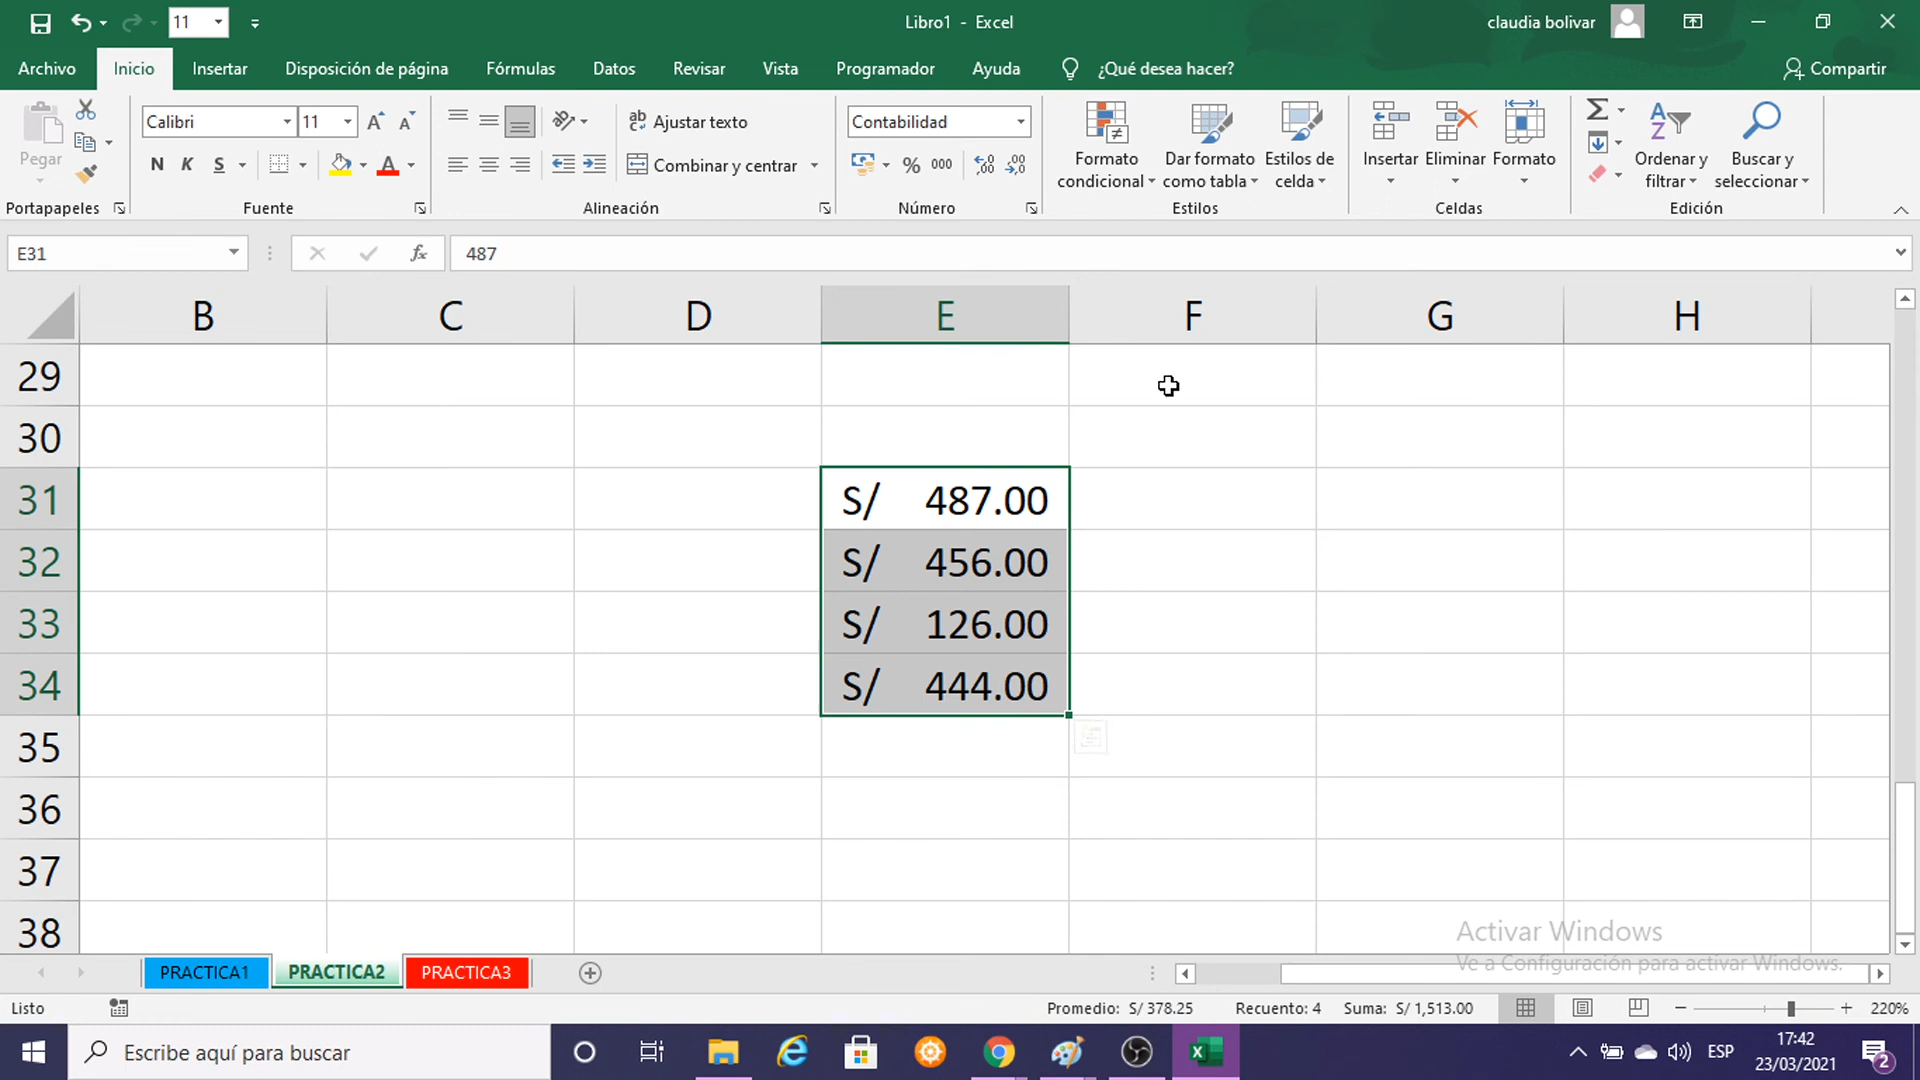 11
Libro1 - Excel
claudia bolivar
Archivo
Inicio
Insertar
Disposición de página
Fórmulas
Datos
Revisar
Vista
Programador
Ayuda
¿Qué desea hacer?
Compartir
Pegar
Portapapeles
Calibri
11
N K S
Fuente
Ajustar texto
Combinar y centrar
Alineación
Contabilidad
% 000
Número
Formato condicional
Dar formato como tabla
Estilos de celda
Estilos
Insertar
Eliminar
Formato
Celdas
Ordenar y filtrar
Buscar y seleccionar
Edición
E31
fx
487
B C D E F G H
29
30
31 S/ 487.00
32 S/ 456.00
33 S/ 126.00
34 S/ 444.00
35
36
37
38
Activar Windows
Ve a Configuración para activar Windows.
PRACTICA1
PRACTICA2
PRACTICA3
Listo
Promedio: S/ 378.25
Recuento: 4
Suma: S/ 1,513.00
220%
Escribe aquí para buscar
ESP
17:42
23/03/2021
2